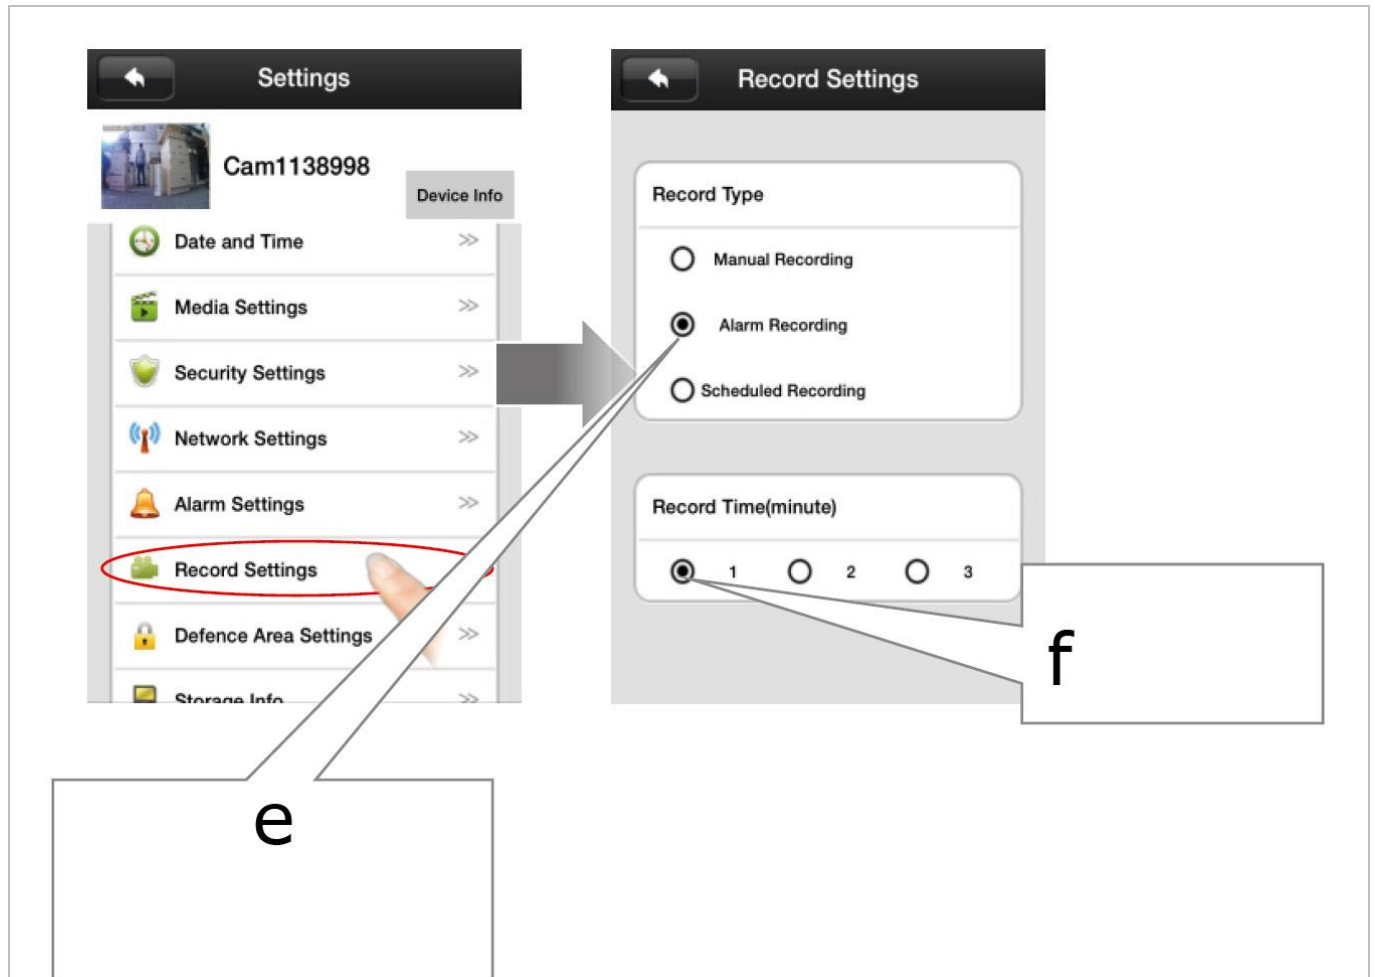 Settings
Cam1138998
Device Info
Date and Time
Media Settings
Security Settings
Network Settings
Alarm Settings
Record Settings
Defence Area Settings
Storage Info
Record Settings
Record Type
Manual Recording
Alarm Recording
Scheduled Recording
Record Time(minute)
1 2 3
f
e